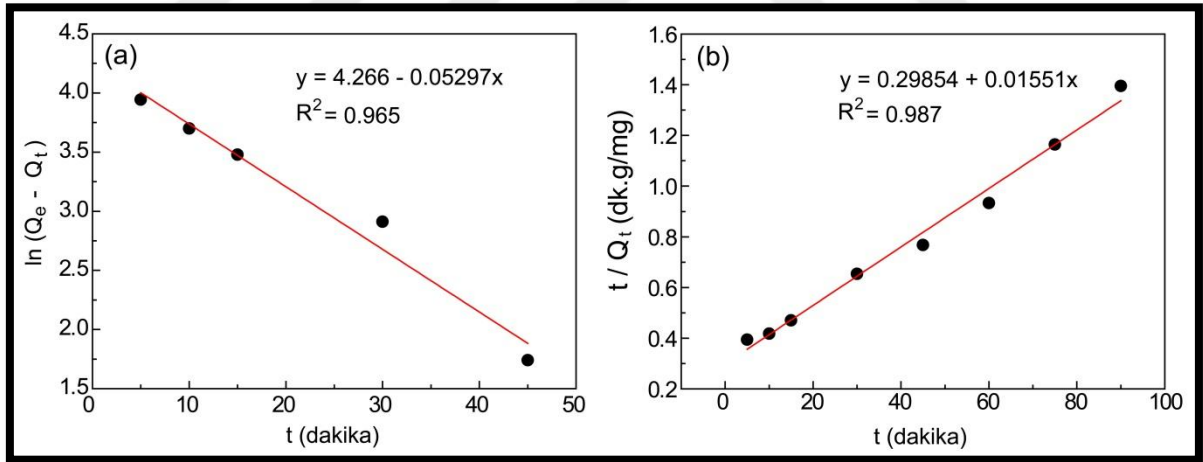 (a)
y = 4.266 - 0.05297x
R² = 0.965
ln (Qₑ - Qₜ)
4.5
4.0
3.5
3.0
2.5
2.0
1.5
0
10
20
30
40
50
t (dakika)
(b)
y = 0.29854 + 0.01551x
R² = 0.987
t / Qₜ (dk.g/mg)
1.6
1.4
1.2
1.0
0.8
0.6
0.4
0.2
0
20
40
60
80
100
t (dakika)